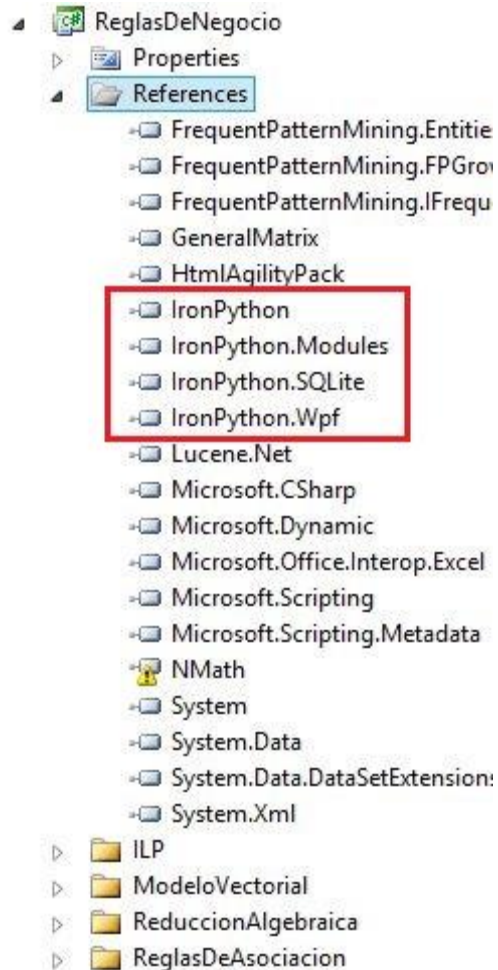 ReglasDeNegocio
Properties
References
FrequentPatternMining.Entitie
FrequentPatternMining.FPGrov
FrequentPatternMining.IFreque
GeneralMatrix
HtmlAgilityPack
IronPython
IronPython.Modules
IronPython.SQLite
IronPython.Wpf
Lucene.Net
Microsoft.CSharp
Microsoft.Dynamic
Microsoft.Office.Interop.Excel
Microsoft.Scripting
Microsoft.Scripting.Metadata
NMath
System
System.Data
System.Data.DataSetExtensions
System.Xml
ILP
ModeloVectorial
ReduccionAlgebraica
ReglasDeAsociacion